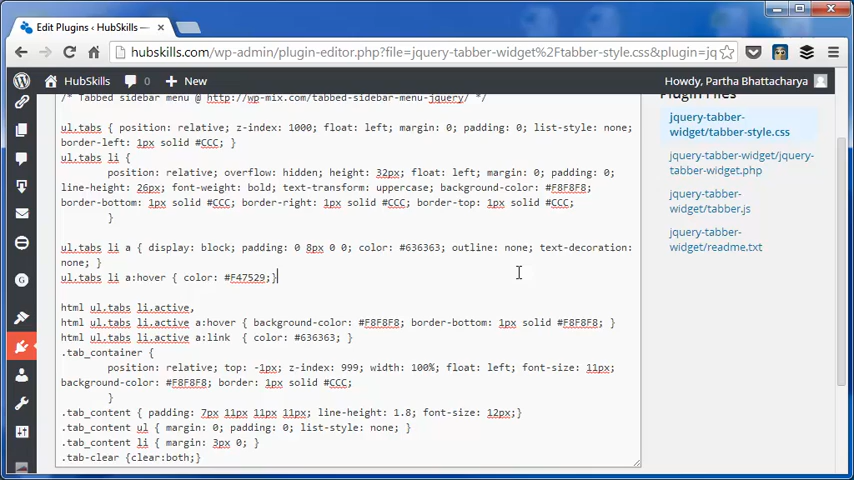 Edit Plugins ‹ HubSkills —
hubskills.com/wp-admin/plugin-editor.php?file=jquery-tabber-widget%2Ftabber-style.css&plugin=jq
HubSkills 0 + New Howdy, Partha Bhattacharya
/* Tabbed sidebar menu @ http://wp-mix.com/tabbed-sidebar-menu-jquery/ */
ul.tabs { position: relative; z-index: 1000; float: left; margin: 0; padding: 0; list-style: none;
border-left: 1px solid #CCC; }
ul.tabs li {
position: relative; overflow: hidden; height: 32px; float: left; margin: 0; padding: 0;
line-height: 26px; font-weight: bold; text-transform: uppercase; background-color: #F8F8F8;
border-bottom: 1px solid #CCC; border-right: 1px solid #CCC; border-top: 1px solid #CCC;
}
ul.tabs li a { display: block; padding: 0 8px 0 0; color: #636363; outline: none; text-decoration:
none; }
ul.tabs li a:hover { color: #F47529;}
html ul.tabs li.active,
html ul.tabs li.active a:hover { background-color: #F8F8F8; border-bottom: 1px solid #F8F8F8; }
html ul.tabs li.active a:link { color: #636363; }
.tab_container {
position: relative; top: -1px; z-index: 999; width: 100%; float: left; font-size: 11px;
background-color: #F8F8F8; border: 1px solid #CCC;
}
.tab_content { padding: 7px 11px 11px 11px; line-height: 1.8; font-size: 12px;}
.tab_content ul { margin: 0; padding: 0; list-style: none; }
.tab_content li { margin: 3px 0; }
.tab-clear {clear:both;}
Plugin Files
jquery-tabber-
widget/tabber-style.css
jquery-tabber-widget/jquery-
tabber-widget.php
jquery-tabber-
widget/tabber.js
jquery-tabber-
widget/readme.txt